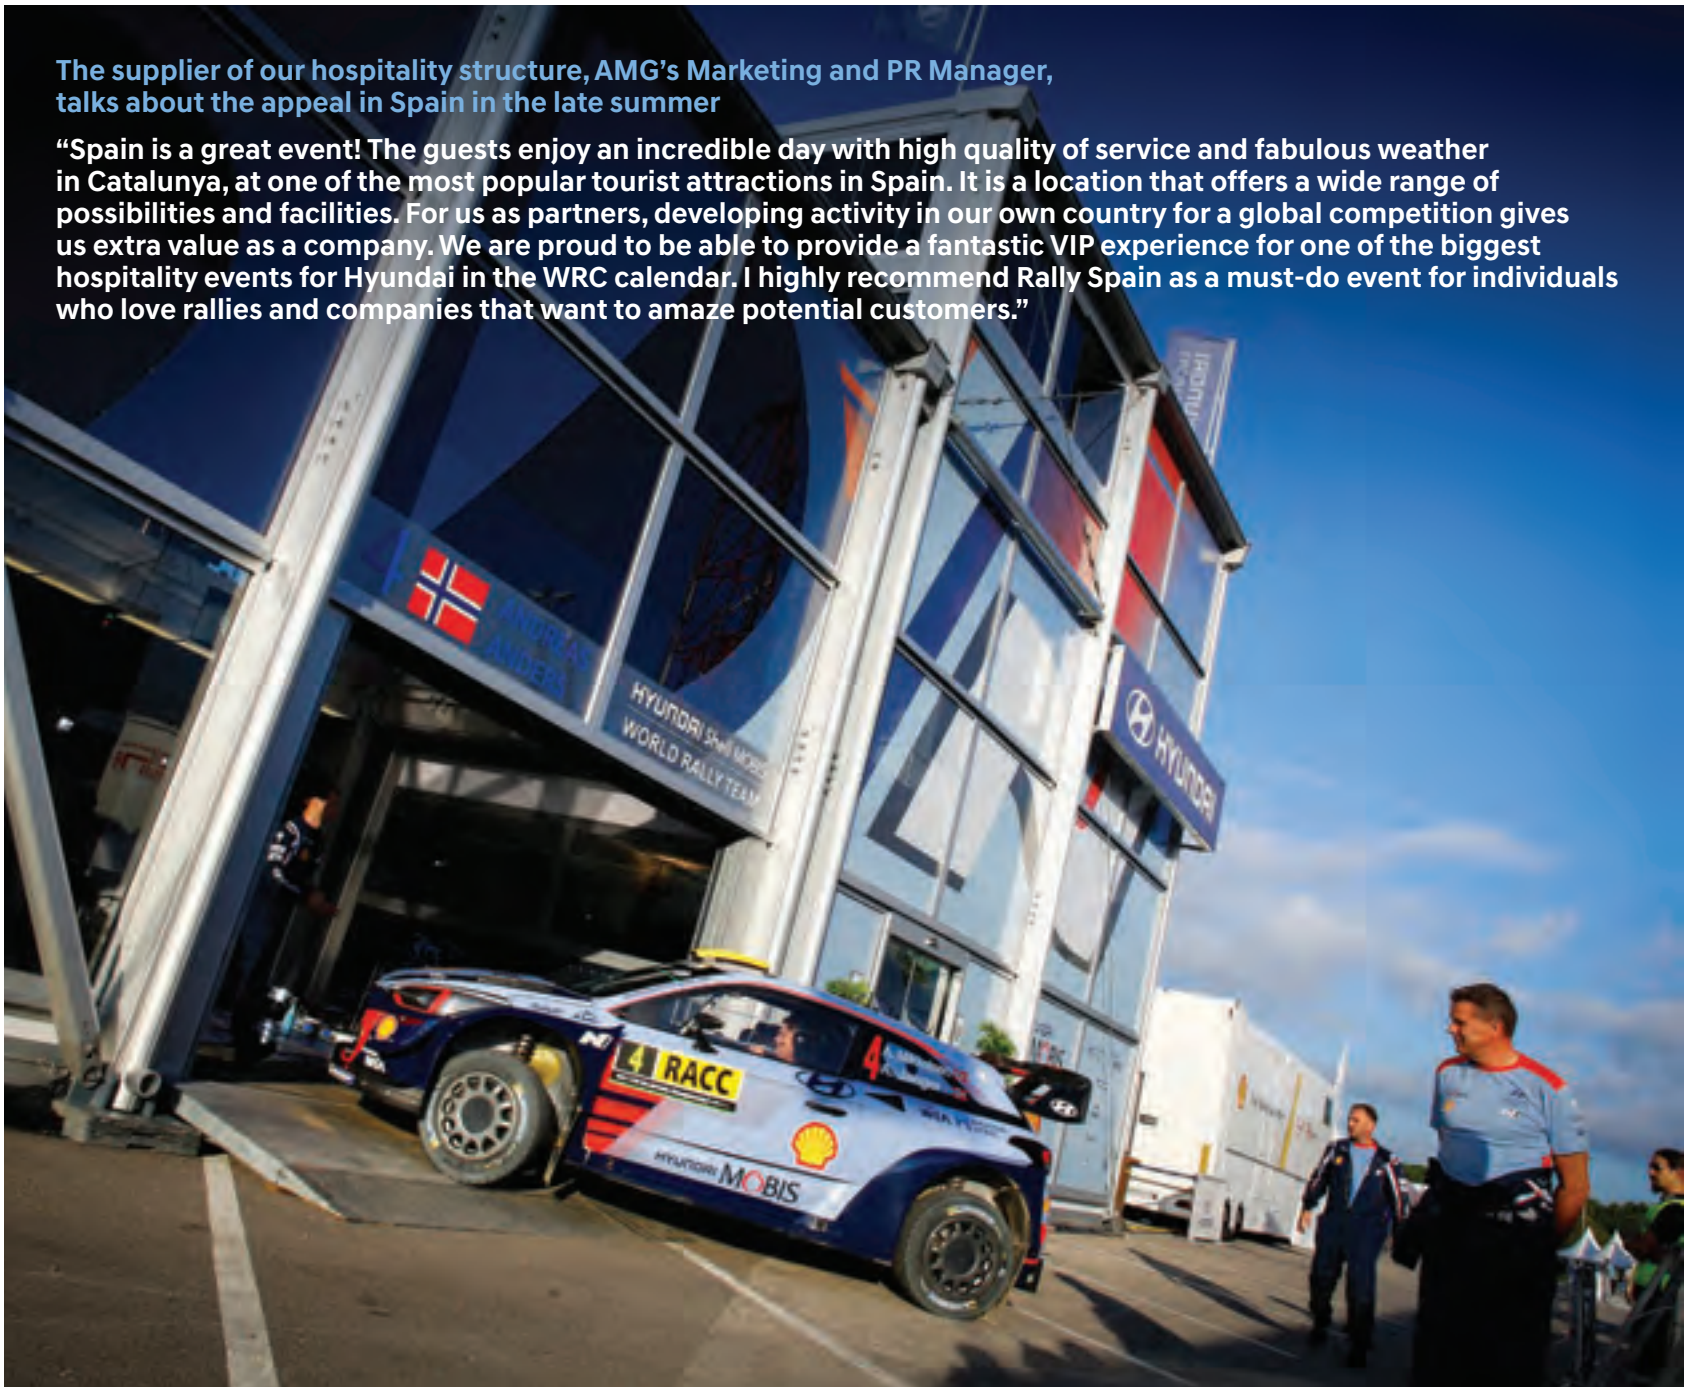 The supplier of our hospitality structure, AMG’s Marketing and PR Manager,
talks about the appeal in Spain in the late summer
“Spain is a great event! The guests enjoy an incredible day with high quality of service and fabulous weather
in Catalunya, at one of the most popular tourist attractions in Spain. It is a location that offers a wide range of
possibilities and facilities. For us as partners, developing activity in our own country for a global competition gives
us extra value as a company. We are proud to be able to provide a fantastic VIP experience for one of the biggest
hospitality events for Hyundai in the WRC calendar. I highly recommend Rally Spain as a must-do event for individuals
who love rallies and companies that want to amaze potential customers.”
4
ANDREAS
HYUNDAI Shell MOBIS
WORLD RALLY TEAM
HYUNDAI
N
4 RACC
4
HYUNDAI MOBIS